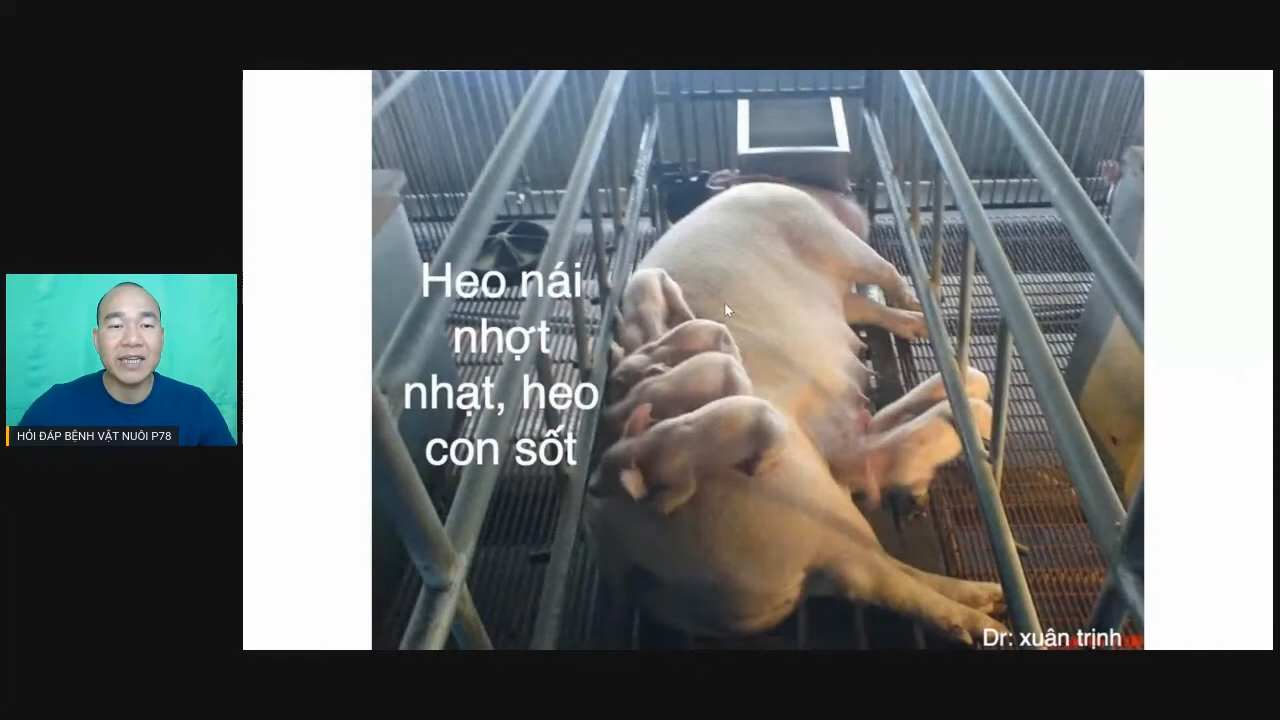 Heo nái
nhợt
nhạt, heo
con sốt
HỎI ĐÁP BỆNH VẬT NUÔI P78
Dr: xuân trịnh